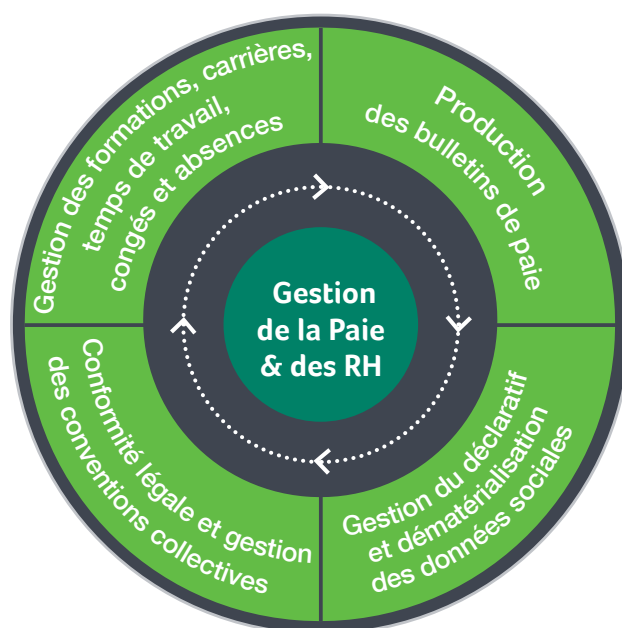 Gestion des formations, carrières,
temps de travail,
congés et absences
Production
des bulletins de paie
Gestion
de la Paie
& des RH
Conformité légale et gestion
des conventions collectives
Gestion du déclaratif
et dématérialisation
des données sociales